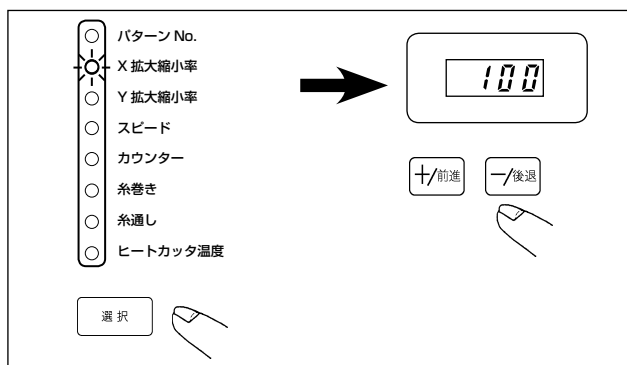 パターン No.
X 拡大縮小率
Y 拡大縮小率
スピード
カウンター
糸巻き
糸通し
ヒートカッタ温度
選 択
100
+/前進
−/後退